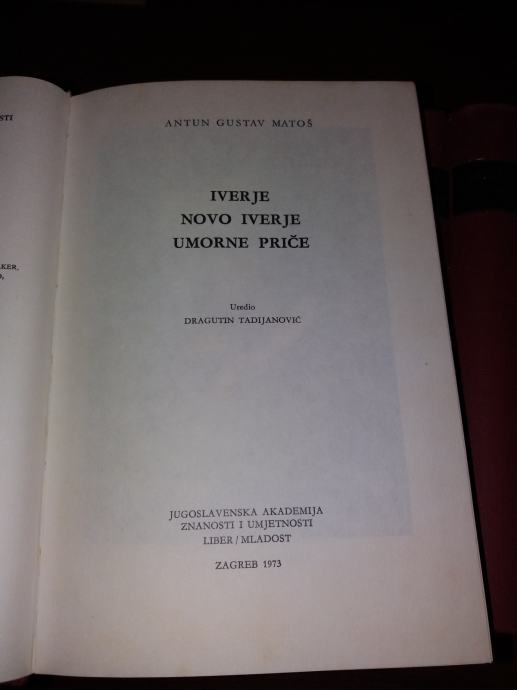 ANTUN GUSTAV MATOŠ
IVERJE
NOVO IVERJE
UMORNE PRIČE
Uredio
DRAGUTIN TADIJANOVIĆ
JUGOSLAVENSKA AKADEMIJA
ZNANOSTI I UMJETNOSTI
LIBER/MLADOST
ZAGREB 1973